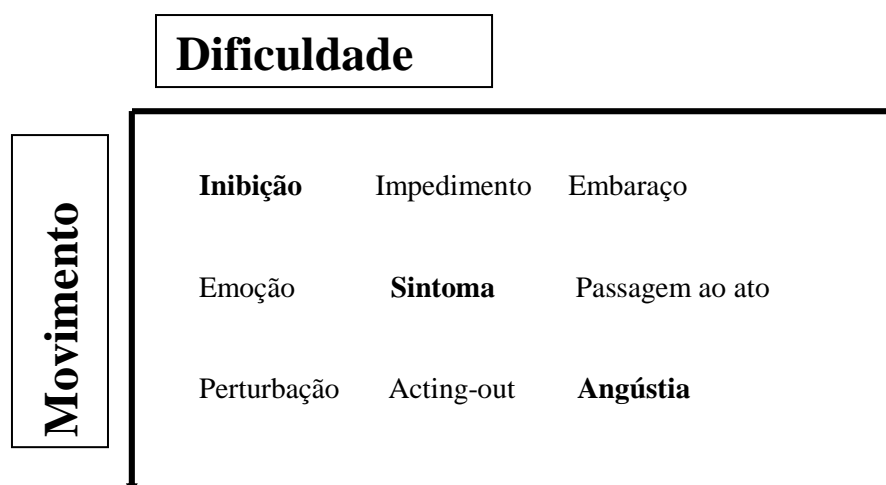 Dificuldade
Movimento
Inibição Impedimento Embaraço
Emoção Sintoma Passagem ao ato
Perturbação Acting-out Angústia